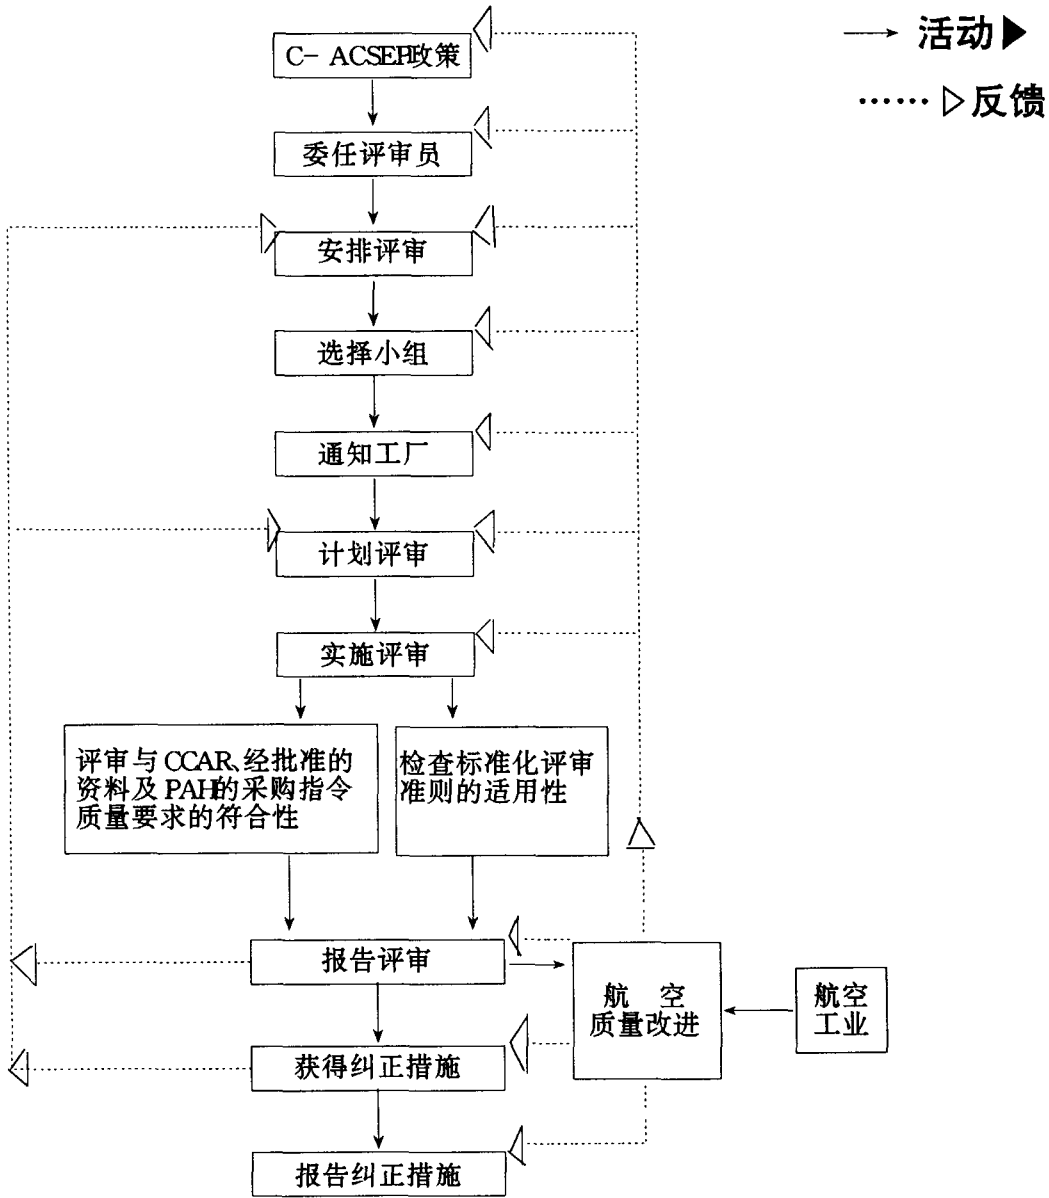 活动
反馈
C- ACSEP政策
委任评审员
安排评审
选择小组
通知工厂
计划评审
实施评审
评审与CCAR、经批准的
资料及PAH的采购指令
质量要求的符合性
检查标准化评审
准则的适用性
报告评审
航 空
质量改进
航空
工业
获得纠正措施
报告纠正措施